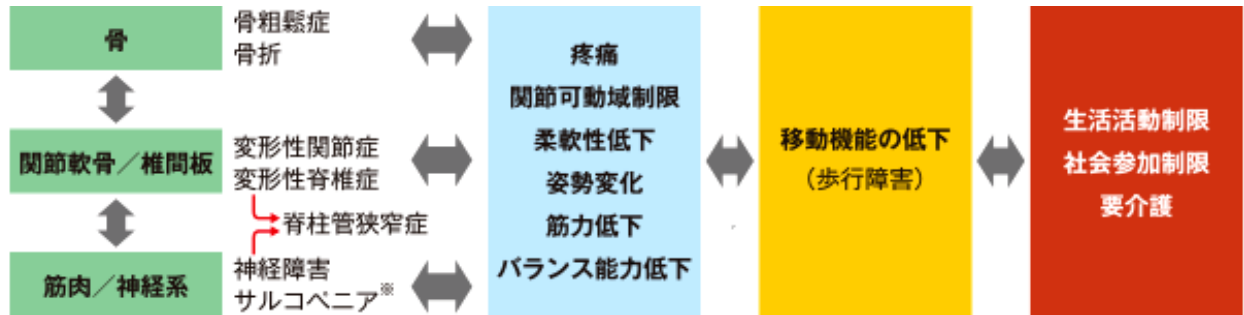 骨
骨粗鬆症
骨折
関節軟骨／椎間板
変形性関節症
変形性脊椎症
脊柱管狭窄症
筋肉／神経系
神経障害
サルコペニア※
疼痛
関節可動域制限
柔軟性低下
姿勢変化
筋力低下
バランス能力低下
移動機能の低下
（歩行障害）
生活活動制限
社会参加制限
要介護